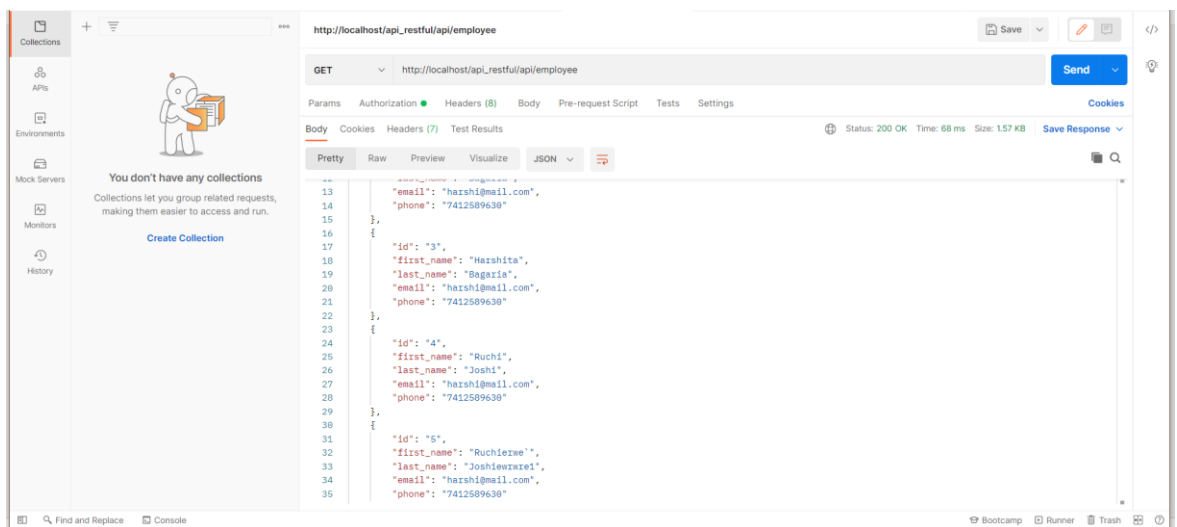 Collections
APIs
Environments
Mock Servers
Monitors
History
You don't have any collections
Collections let you group related requests,
making them easier to access and run.
Create Collection
http://localhost/api_restful/api/employee
Save
GET http://localhost/api_restful/api/employee Send
Params Authorization Headers (8) Body Pre-request Script Tests Settings Cookies
Body Cookies Headers (7) Test Results Status: 200 OK Time: 68 ms Size: 1.57 KB Save Response
Pretty Raw Preview Visualize JSON
13 "email": "harshi@mail.com",
14 "phone": "7412589630"
15 },
16 {
17 "id": "3",
18 "first_name": "Harshita",
19 "last_name": "Bagaria",
20 "email": "harshi@mail.com",
21 "phone": "7412589630"
22 },
23 {
24 "id": "4",
25 "first_name": "Ruchi",
26 "last_name": "Joshi",
27 "email": "harshi@mail.com",
28 "phone": "7412589630"
29 },
30 {
31 "id": "5",
32 "first_name": "Ruchierwe`",
33 "last_name": "Joshiewrwre1",
34 "email": "harshi@mail.com",
35 "phone": "7412589630"
Find and Replace Console Bootcamp Runner Trash